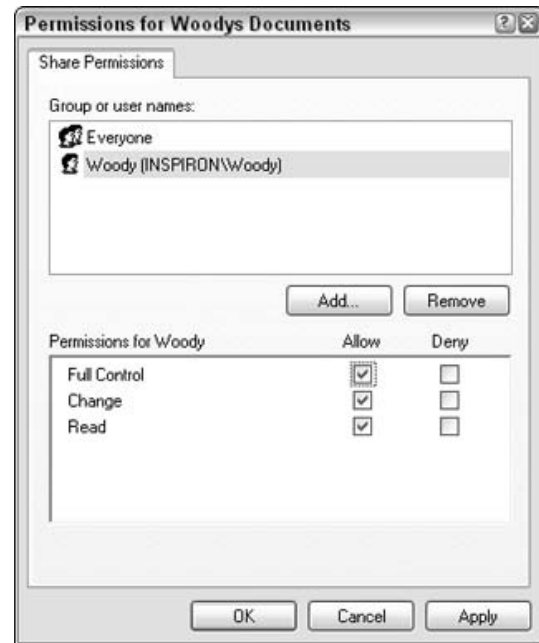 Permissions for Woodys Documents
Share Permissions
Group or user names:
Everyone
Woody (INSPIRON\Woody)
Add... Remove
Permissions for Woody Allow Deny
Full Control
Change
Read
OK Cancel Apply